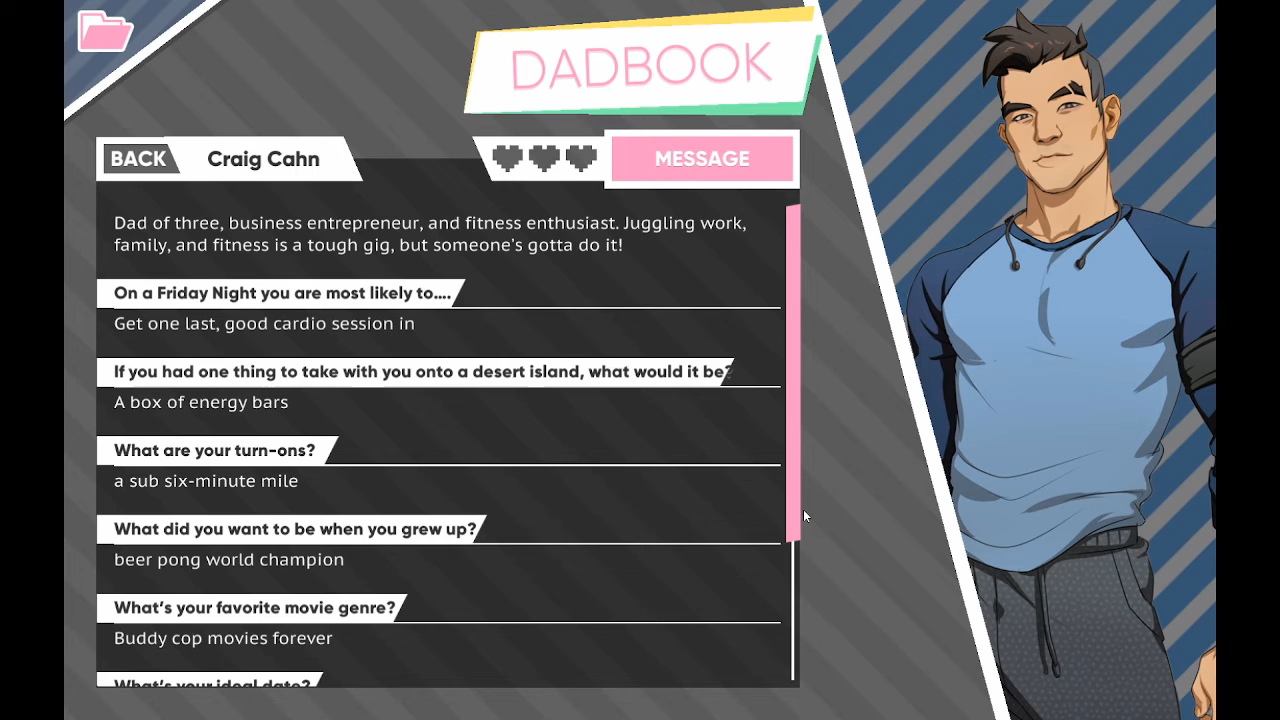 DADBOOK
BACK
Craig Cahn
MESSAGE
Dad of three, business entrepreneur, and fitness enthusiast. Juggling work,
family, and fitness is a tough gig, but someone's gotta do it!
On a Friday Night you are most likely to....
Get one last, good cardio session in
If you had one thing to take with you onto a desert island, what would it be?
A box of energy bars
What are your turn-ons?
a sub six-minute mile
What did you want to be when you grew up?
beer pong world champion
What's your favorite movie genre?
Buddy cop movies forever
What's your ideal date?